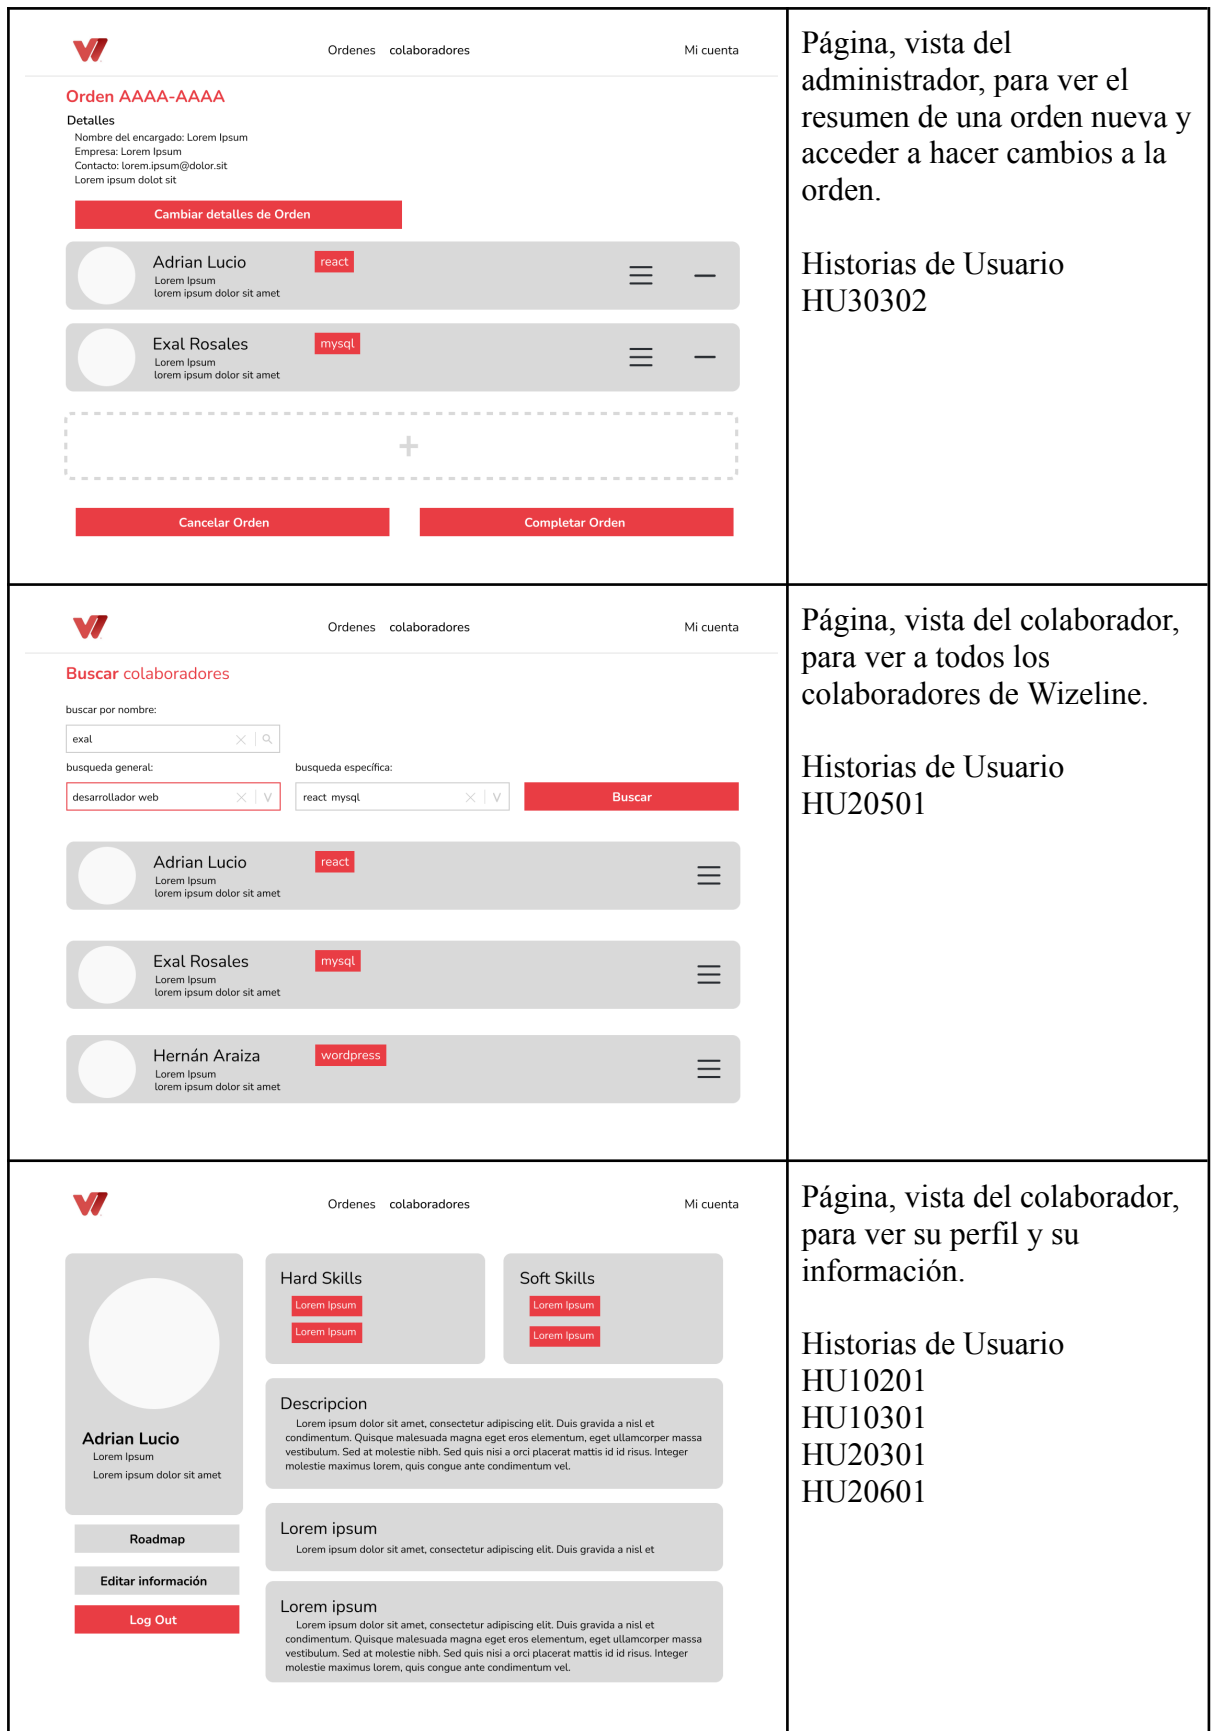 Ordenes colaboradores Mi cuenta
Orden AAAA-AAAA
Detalles
Nombre del encargado: Lorem Ipsum
Empresa: Lorem Ipsum
Contacto: lorem.ipsum@dolor.sit
Lorem ipsum dolot sit
Cambiar detalles de Orden
Adrian Lucio react
Lorem Ipsum
lorem ipsum dolor sit amet
Exal Rosales mysql
Lorem Ipsum
lorem ipsum dolor sit amet
+
Cancelar Orden Completar Orden
Página, vista del
administrador, para ver el
resumen de una orden nueva y
acceder a hacer cambios a la
orden.
Historias de Usuario
HU30302
Ordenes colaboradores Mi cuenta
Buscar colaboradores
buscar por nombre:
exal
busqueda general: busqueda específica:
desarrollador web V react mysql V Buscar
Adrian Lucio react
Lorem Ipsum
lorem ipsum dolor sit amet
Exal Rosales mysql
Lorem Ipsum
lorem ipsum dolor sit amet
Hernán Araiza wordpress
Lorem Ipsum
lorem ipsum dolor sit amet
Página, vista del colaborador,
para ver a todos los
colaboradores de Wizeline.
Historias de Usuario
HU20501
Ordenes colaboradores Mi cuenta
Adrian Lucio
Lorem Ipsum
Lorem ipsum dolor sit amet
Roadmap
Editar información
Log Out
Hard Skills
Lorem Ipsum
Lorem Ipsum
Soft Skills
Lorem Ipsum
Lorem Ipsum
Descripcion
Lorem ipsum dolor sit amet, consectetur adipiscing elit. Duis gravida a nisl et
condimentum. Quisque malesuada magna eget eros elementum, eget ullamcorper massa
vestibulum. Sed at molestie nibh. Sed quis nisi a orci placerat mattis id id risus. Integer
molestie maximus lorem, quis congue ante condimentum vel.
Lorem ipsum
Lorem ipsum dolor sit amet, consectetur adipiscing elit. Duis gravida a nisl et
Lorem ipsum
Lorem ipsum dolor sit amet, consectetur adipiscing elit. Duis gravida a nisl et
condimentum. Quisque malesuada magna eget eros elementum, eget ullamcorper massa
vestibulum. Sed at molestie nibh. Sed quis nisi a orci placerat mattis id id risus. Integer
molestie maximus lorem, quis congue ante condimentum vel.
Página, vista del colaborador,
para ver su perfil y su
información.
Historias de Usuario
HU10201
HU10301
HU20301
HU20601